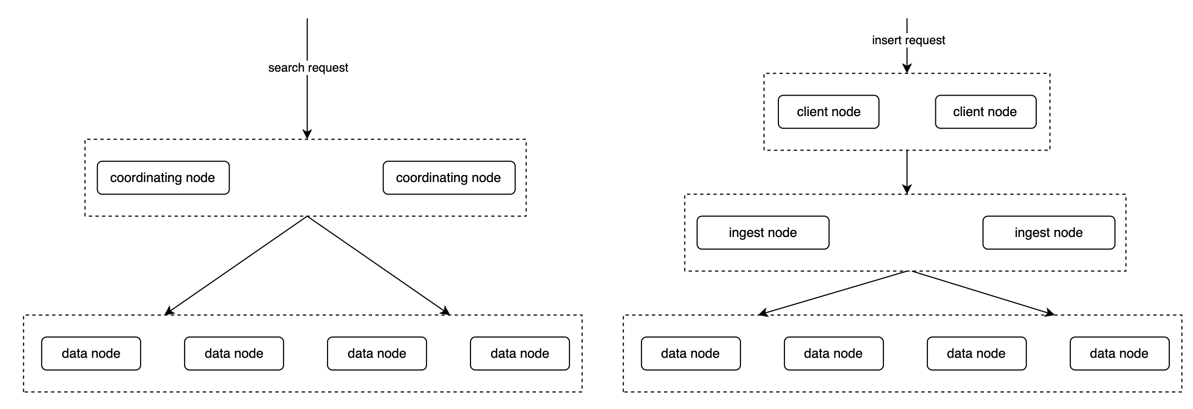 search request
coordinating node
coordinating node
data node
data node
data node
data node
insert request
client node
client node
ingest node
ingest node
data node
data node
data node
data node